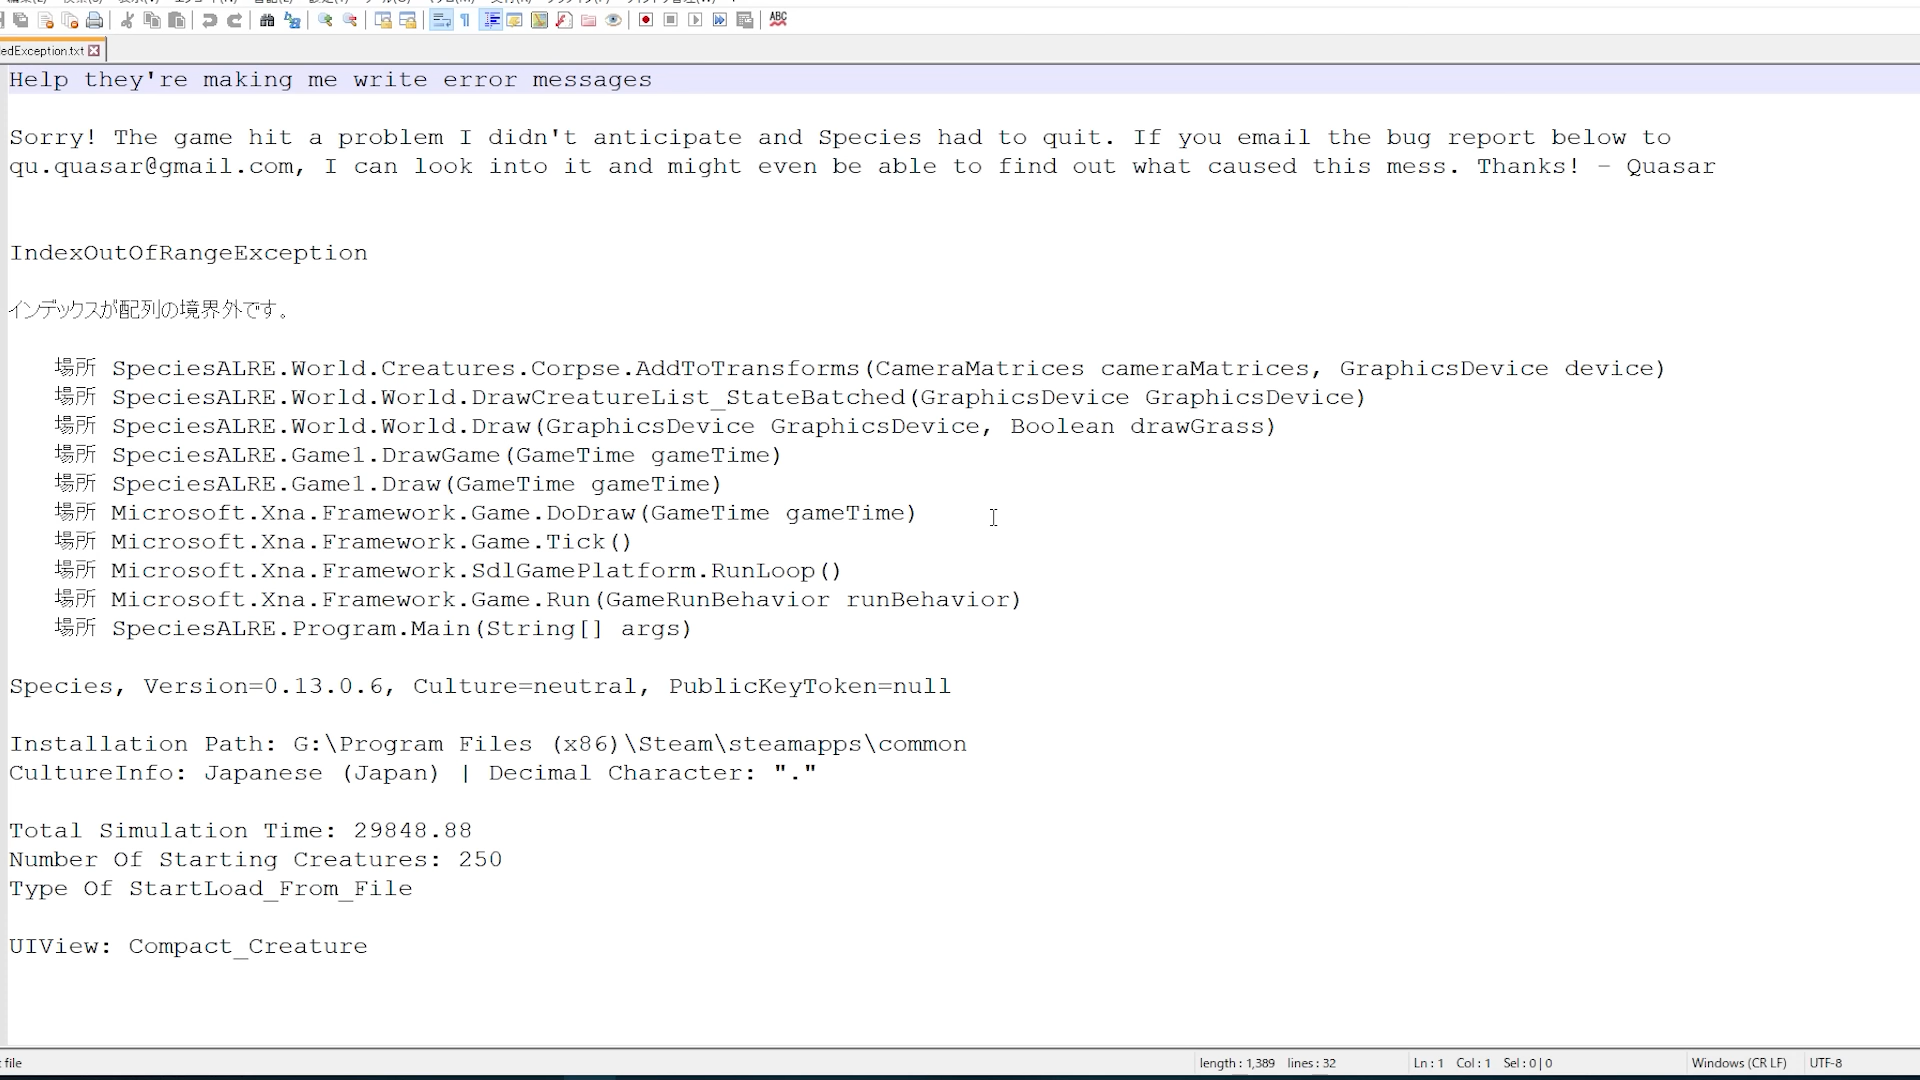 edException.txt
Help they're making me write error messages
Sorry! The game hit a problem I didn't anticipate and Species had to quit. If you email the bug report below to
qu.quasar@gmail.com, I can look into it and might even be able to find out what caused this mess. Thanks! - Quasar
IndexOutOfRangeException
インデックスが配列の境界外です。
場所 SpeciesALRE.World.Creatures.Corpse.AddToTransforms(CameraMatrices cameraMatrices, GraphicsDevice device)
場所 SpeciesALRE.World.World.DrawCreatureList_StateBatched(GraphicsDevice GraphicsDevice)
場所 SpeciesALRE.World.World.Draw(GraphicsDevice GraphicsDevice, Boolean drawGrass)
場所 SpeciesALRE.Game1.DrawGame(GameTime gameTime)
場所 SpeciesALRE.Game1.Draw(GameTime gameTime)
場所 Microsoft.Xna.Framework.Game.DoDraw(GameTime gameTime)
場所 Microsoft.Xna.Framework.Game.Tick()
場所 Microsoft.Xna.Framework.SdlGamePlatform.RunLoop()
場所 Microsoft.Xna.Framework.Game.Run(GameRunBehavior runBehavior)
場所 SpeciesALRE.Program.Main(String[] args)
Species, Version=0.13.0.6, Culture=neutral, PublicKeyToken=null
Installation Path: G:\Program Files (x86)\Steam\steamapps\common
CultureInfo: Japanese (Japan) | Decimal Character: "."
Total Simulation Time: 29848.88
Number Of Starting Creatures: 250
Type Of StartLoad_From_File
UIView: Compact_Creature
file length : 1,389 lines : 32 Ln : 1 Col : 1 Sel : 0 | 0 Windows (CR LF) UTF-8